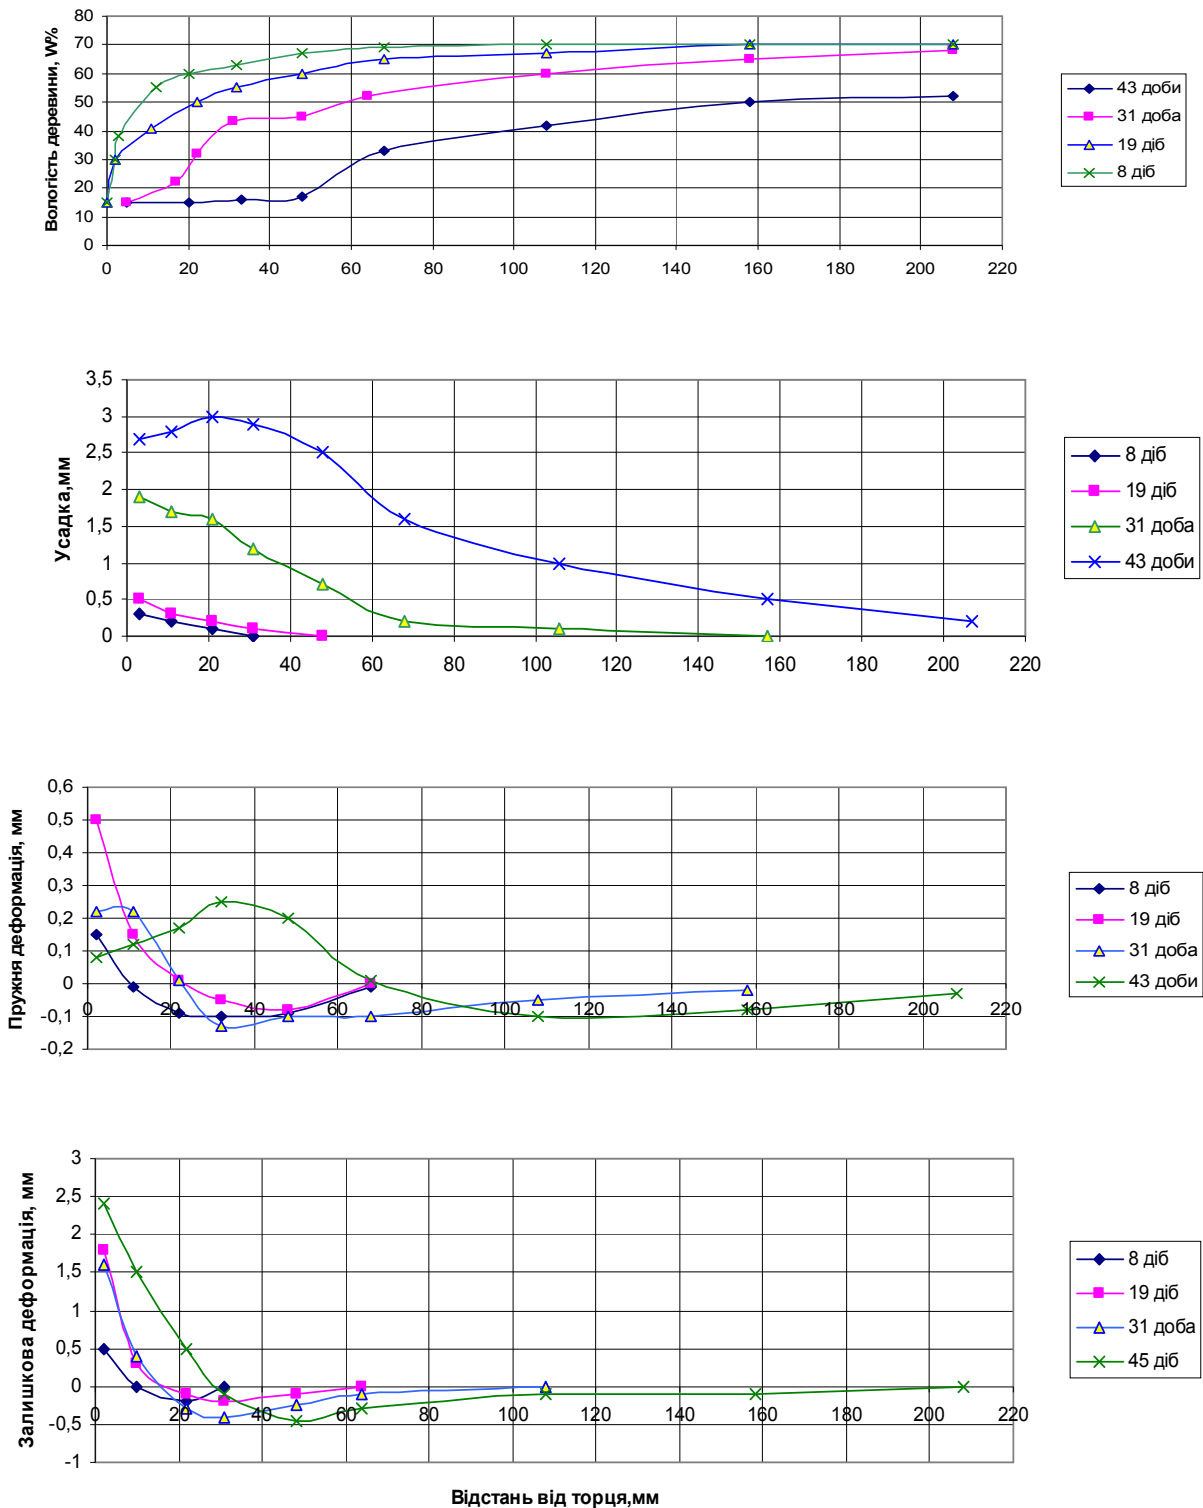 Вологість деревини, W%
80
70
60
50
40
30
20
10
0
0 20 40 60 80 100 120 140 160 180 200 220
43 доби
31 доба
19 діб
8 діб
Усадка,мм
3,5
3
2,5
2
1,5
1
0,5
0
0 20 40 60 80 100 120 140 160 180 200 220
8 діб
19 діб
31 доба
43 доби
Пружня деформація, мм
0,6
0,5
0,4
0,3
0,2
0,1
0
-0,1
-0,2
0 20 40 60 80 100 120 140 160 180 200 220
8 діб
19 діб
31 доба
43 доби
Залишкова деформація, мм
3
2,5
2
1,5
1
0,5
0
-0,5
-1
0 20 40 60 80 100 120 140 160 180 200 220
8 діб
19 діб
31 доба
45 діб
Відстань від торця,мм